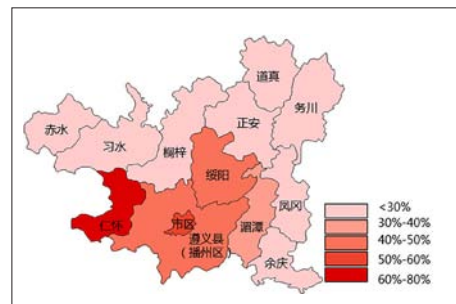 道真
务川
正安
赤水
习水
桐梓
绥阳
凤冈
仁怀
市区
遵义县
（播州区）
湄潭
余庆
<30%
30%-40%
40%-50%
50%-60%
60%-80%